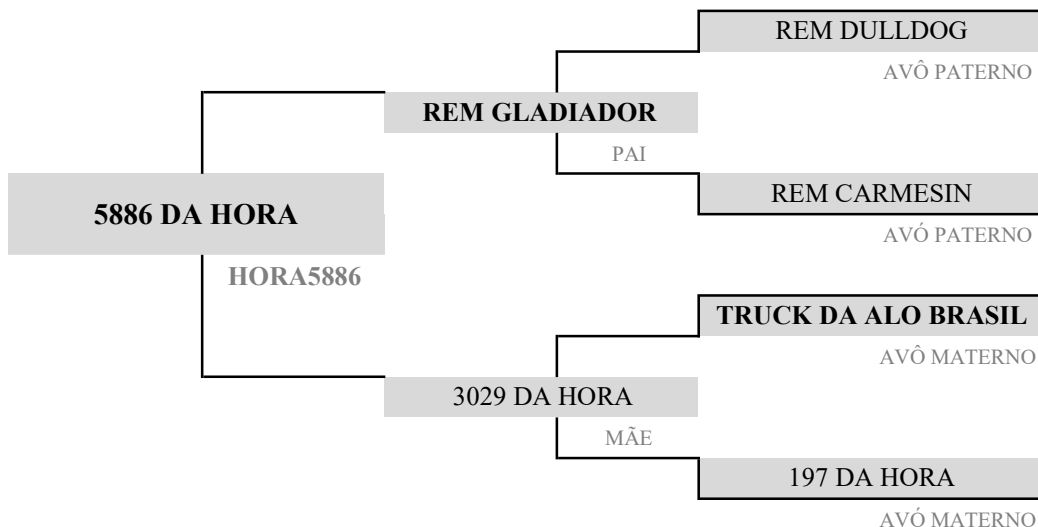 REM DULLDOG
AVÔ PATERNO
REM GLADIADOR
PAI
REM CARMESIN
AVÓ PATERNO
5886 DA HORA
HORA5886
TRUCK DA ALO BRASIL
AVÔ MATERNO
3029 DA HORA
MÃE
197 DA HORA
AVÓ MATERNO